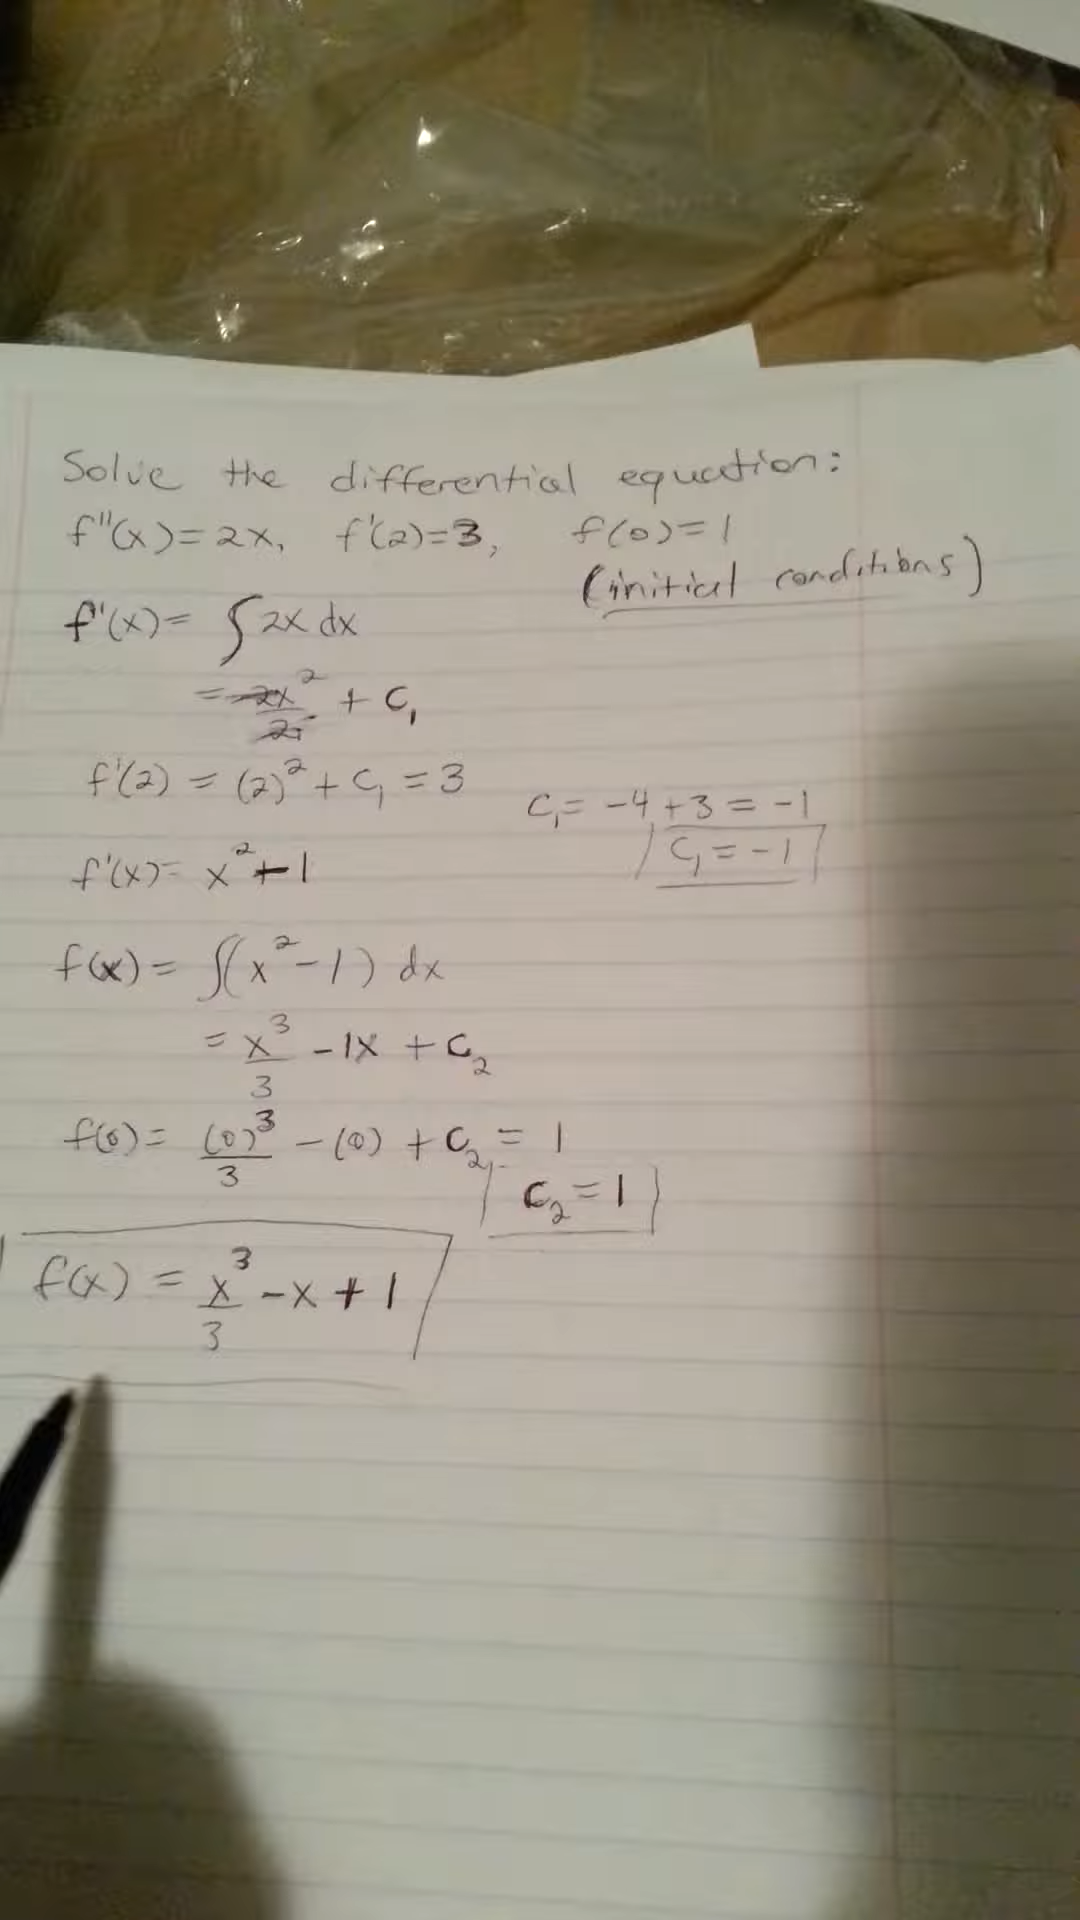 Solve the differential equation:
f''(x) = 2x, f'(2) = 3, f(0) = 1
(initial conditions)
f'(x) = ∫ 2x dx
= 2x²/2 + C₁
f'(2) = (2)² + C₁ = 3
C₁ = -4 + 3 = -1
C₁ = -1
f'(x) = x² + -1
f(x) = ∫(x² - 1) dx
= x³/3 - 1x + C₂
f(0) = (0)³/3 - (0) + C₂ = 1
C₂ = 1
f(x) = x³/3 - x + 1